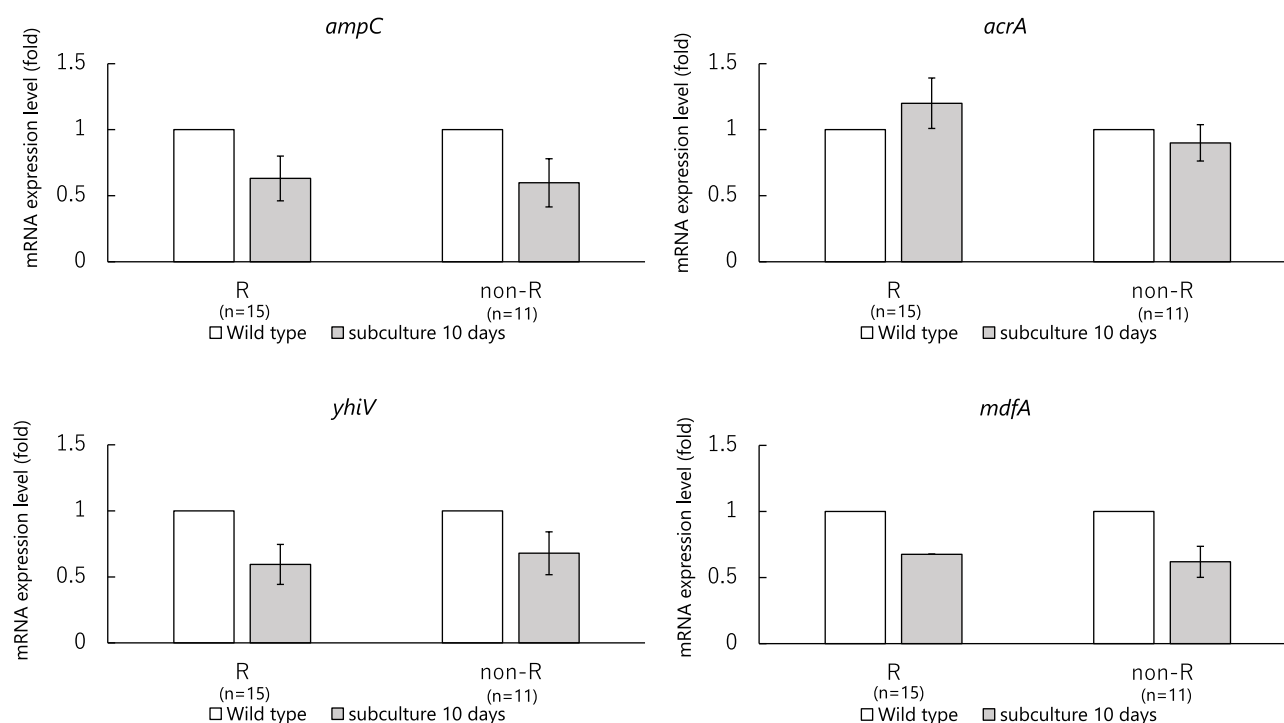 ampC
mRNA expression level (fold)
1.5
1
0.5
0
R
(n=15)
non-R
(n=11)
Wild type
subculture 10 days
acrA
mRNA expression level (fold)
1.5
1
0.5
0
R
(n=15)
non-R
(n=11)
Wild type
subculture 10 days
yhiV
mRNA expression level (fold)
1.5
1
0.5
0
R
(n=15)
non-R
(n=11)
Wild type
subculture 10 days
mdfA
mRNA expression level (fold)
1.5
1
0.5
0
R
(n=15)
non-R
(n=11)
Wild type
subculture 10 days